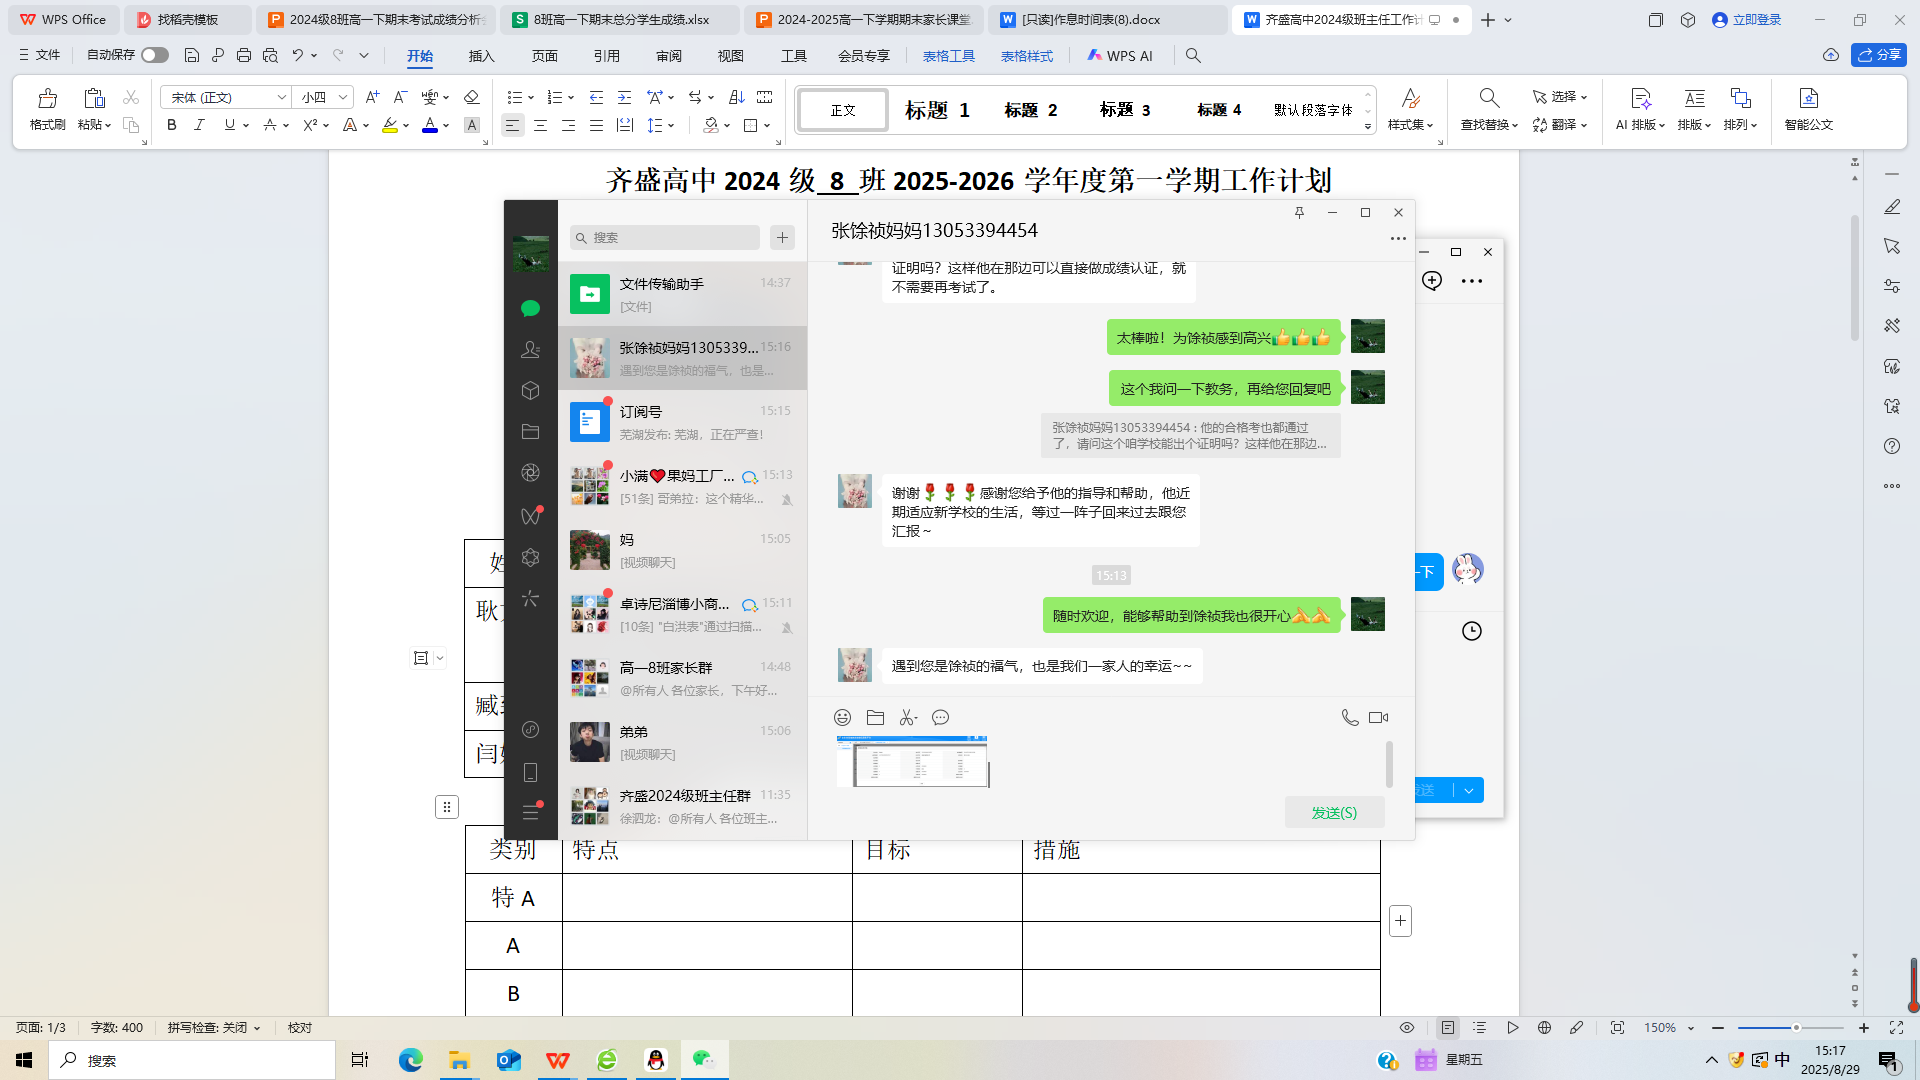 WPS Office
找稻壳模板
2024级8班高一下期末考试成绩分析
8班高一下期末总分学生成绩.xlsx
2024-2025高一下学期期末家长课堂
[只读]作息时间表(8).docx
齐盛高中2024级班主任工作计
立即登录
文件
自动保存
开始
插入
页面
引用
审阅
视图
工具
会员专享
表格工具
表格样式
WPS AI
分享
格式刷
粘贴
宋体 (正文)
小四
正文
标题 1
标题 2
标题 3
标题 4
默认段落字体
样式集
查找替换
选择
翻译
AI 排版
排版
排列
智能公文
齐盛高中 2024 级 8 班 2025-2026 学年度第一学期工作计划
耿
臧
闫
类别
特点
目标
措施
特 A
A
B
搜索
文件传输助手
14:37
[文件]
张馀祯妈妈1305339...
15:16
遇到您是馀祯的福气，也是...
订阅号
15:15
芜湖发布: 芜湖，正在严查！
小满❤️果妈工厂...
15:13
[51条] 哥弟拉：这个精华...
妈
15:05
[视频聊天]
卓诗尼淄博小商...
15:11
[10条] "白洪表"通过扫描...
高一8班家长群
14:48
@所有人 各位家长，下午好...
弟弟
15:06
[视频聊天]
齐盛2024级班主任群
11:35
徐泗龙：@所有人 各位班主...
张馀祯妈妈13053394454
证明吗？这样他在那边可以直接做成绩认证，就
不需要再考试了。
太棒啦！为馀祯感到高兴👍👍👍
这个我问一下教务，再给您回复吧
张馀祯妈妈13053394454 : 他的合格考也都通过
了，请问这个咱学校能出个证明吗？这样他在那边...
谢谢🌹🌹🌹感谢您给予他的指导和帮助，他近
期适应新学校的生活，等过一阵子回来过去跟您
汇报～
15:13
随时欢迎，能够帮助到馀祯我也很开心
遇到您是馀祯的福气，也是我们一家人的幸运~~
发送(S)
下
页面: 1/3
字数: 400
拼写检查: 关闭
校对
150%
搜索
星期五
中
15:17
2025/8/29
1